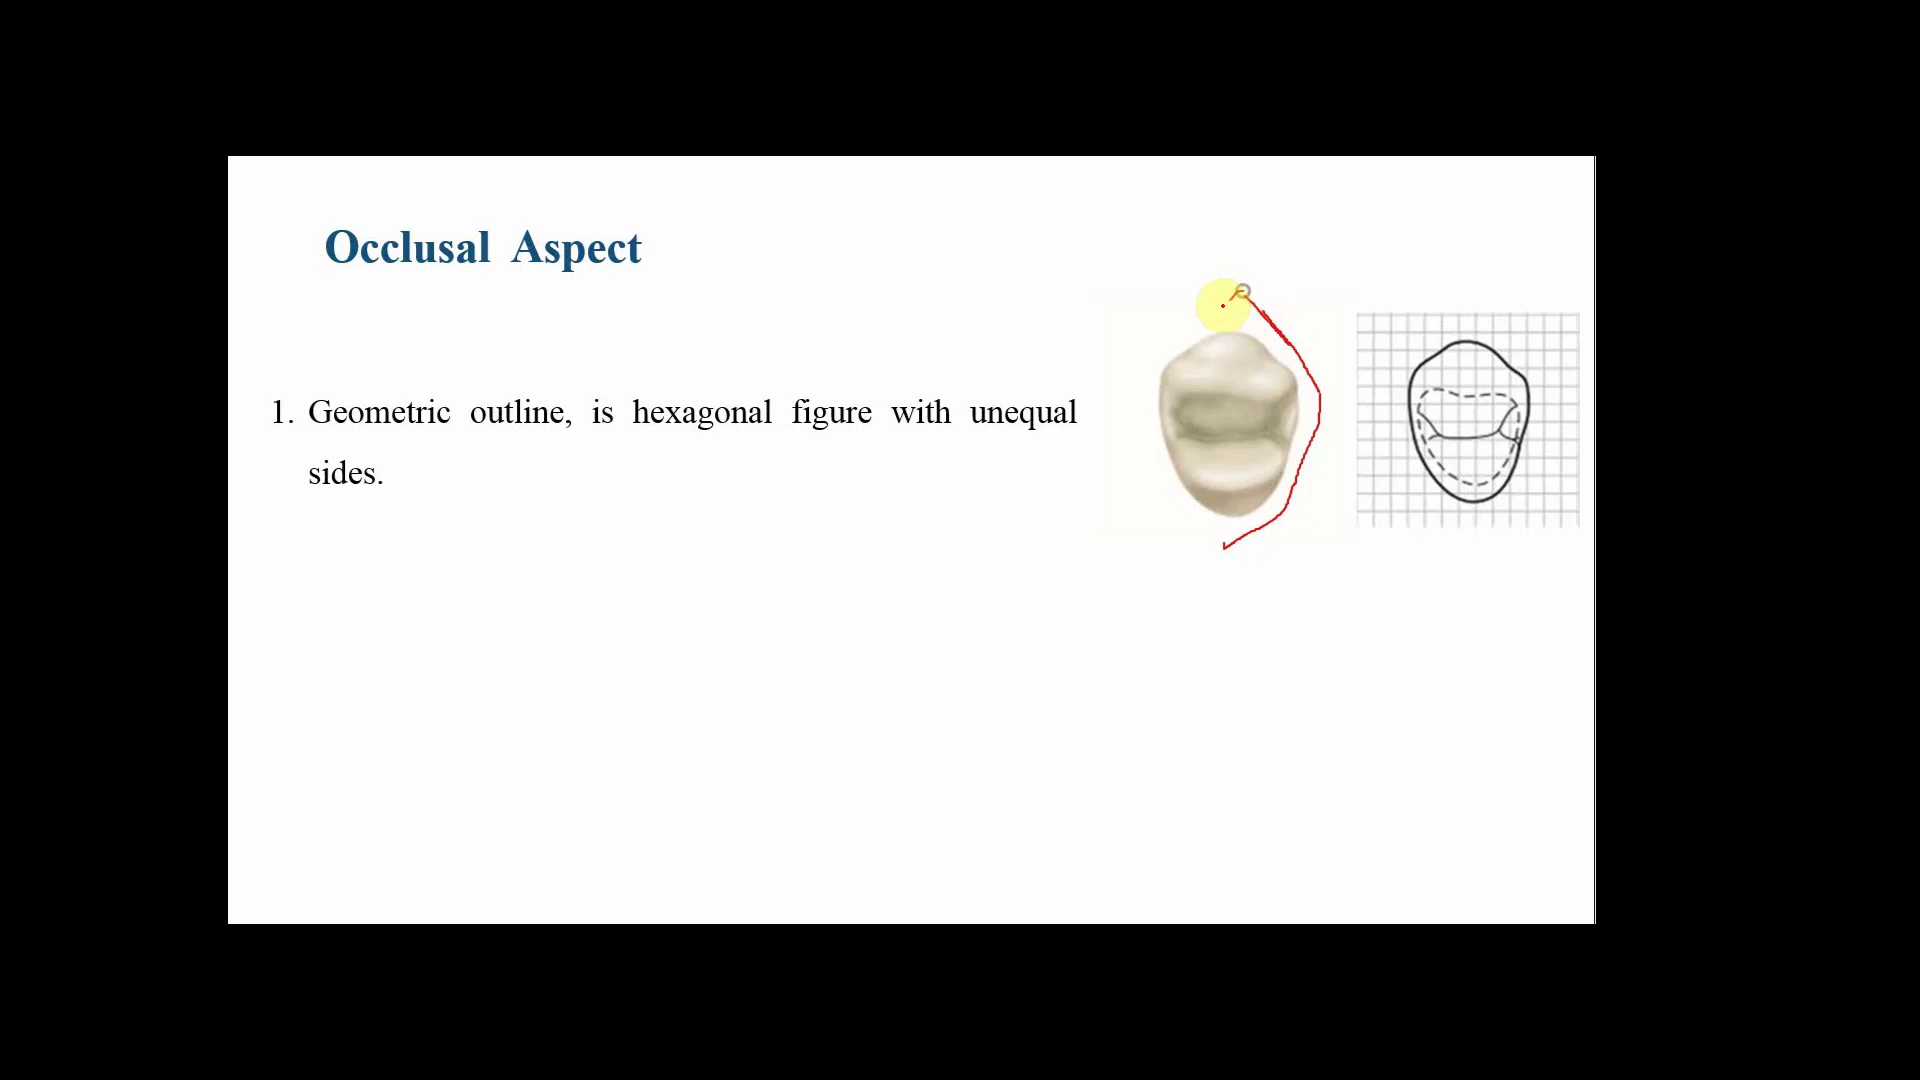 Occlusal Aspect
1. Geometric outline, is hexagonal figure with unequal
sides.